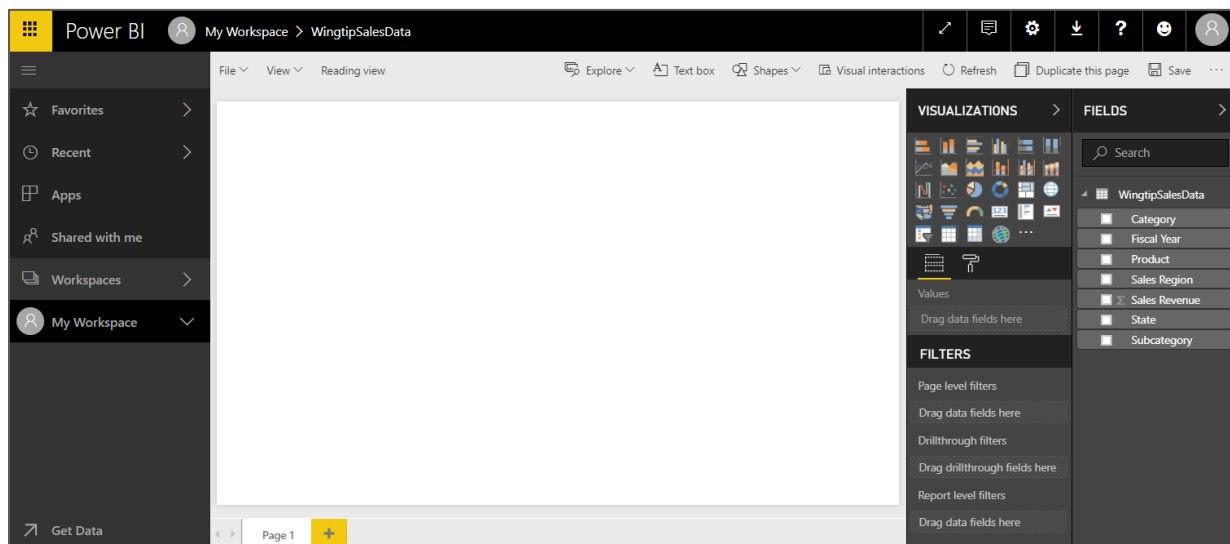 Power BI
My Workspace > WingtipSalesData
?
File View Reading view
Explore Text box Shapes Visual interactions Refresh Duplicate this page Save ...
Favorites
Recent
Apps
Shared with me
Workspaces
My Workspace
Get Data
Page 1 +
VISUALIZATIONS
123
...
Values
Drag data fields here
FILTERS
Page level filters
Drag data fields here
Drillthrough filters
Drag drillthrough fields here
Report level filters
Drag data fields here
FIELDS
Search
WingtipSalesData
Category
Fiscal Year
Product
Sales Region
Σ Sales Revenue
State
Subcategory